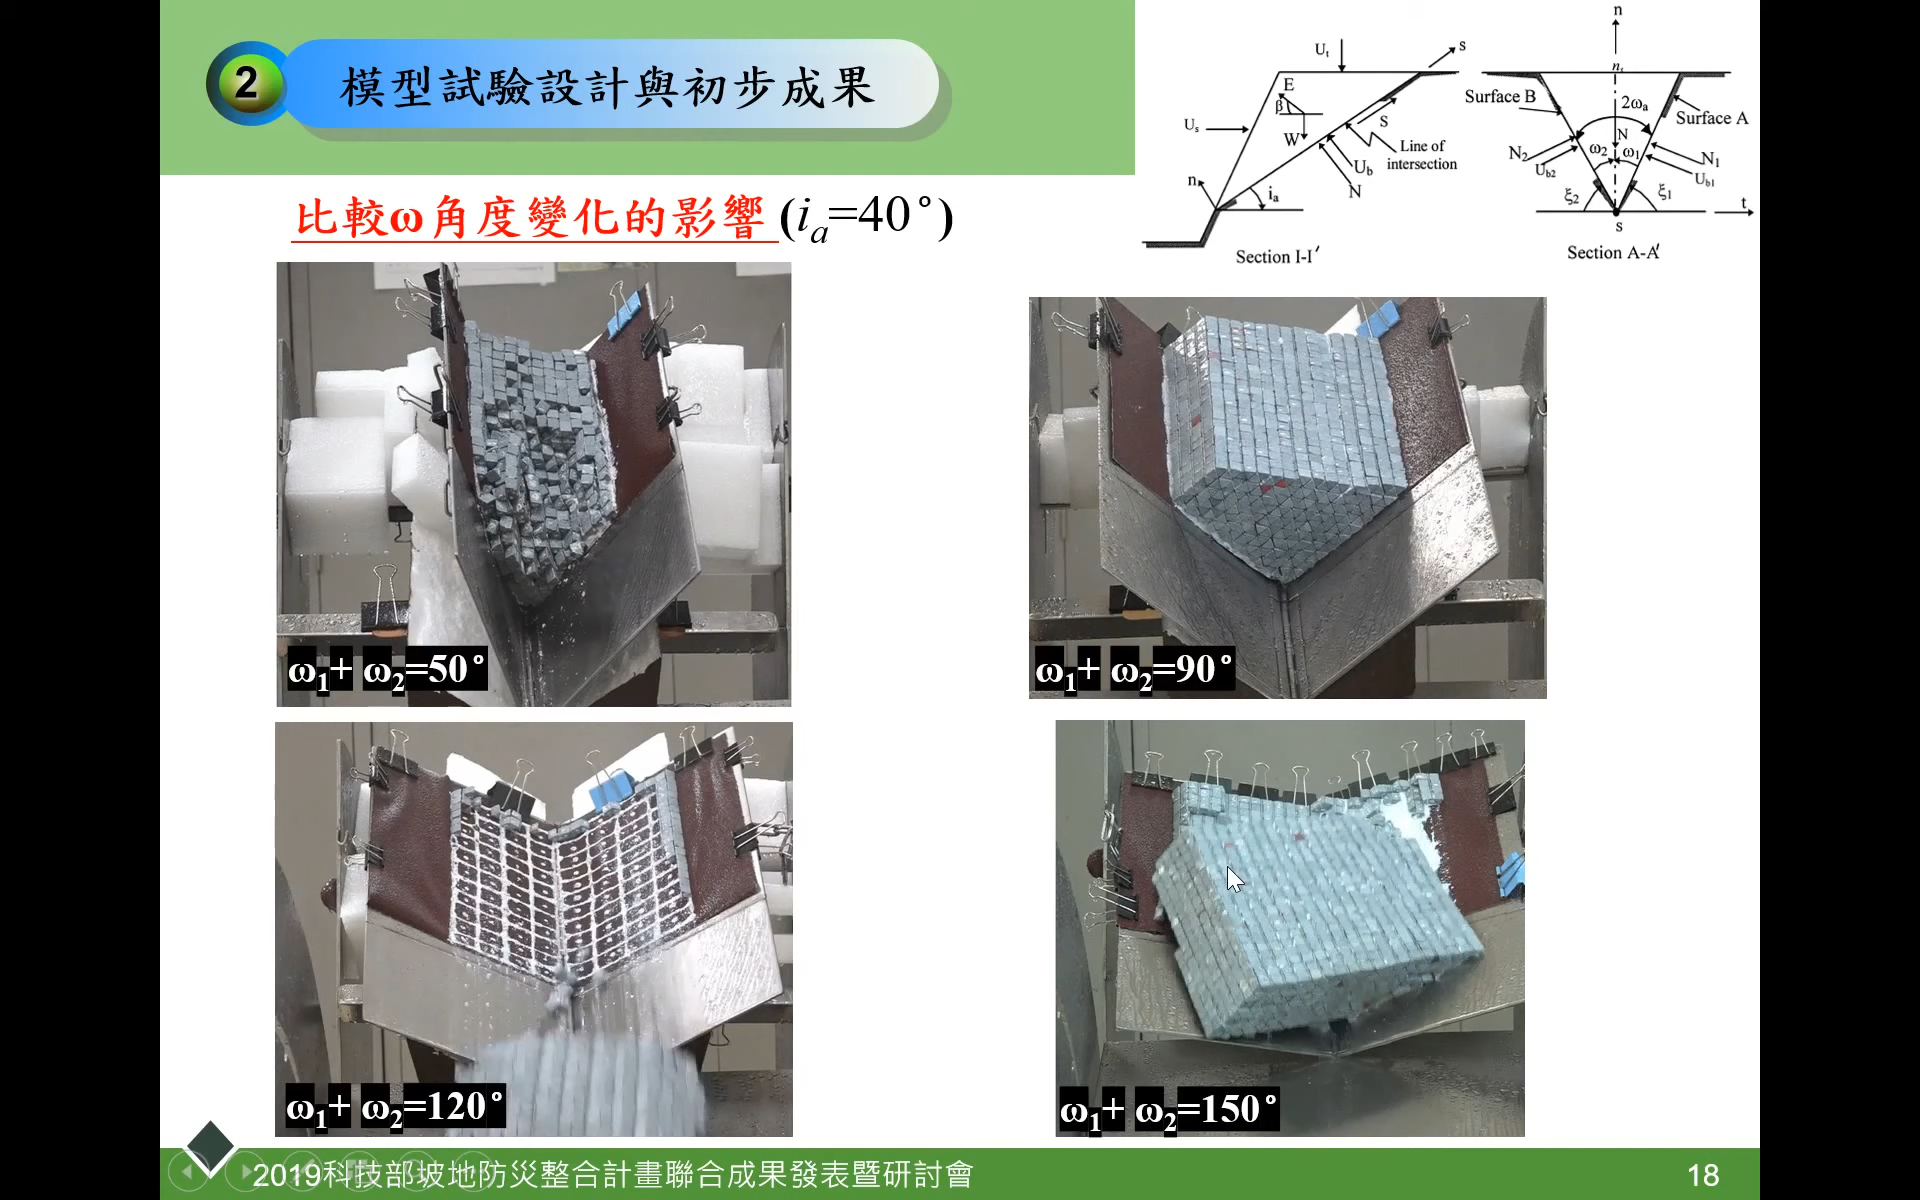 2 模型試驗設計與初步成果
比較ω角度變化的影響 (iₐ=40°)
Uₜ
s
E
β
Uₛ
W
S
Line of
intersection
U_b
N
n
iₐ
Section I-I′
n
nₛ
Surface B
2ωₐ
Surface A
N
N₂
ω₂
ω₁
N₁
U_b2
U_b1
ξ₂
ξ₁
t
s
Section A-A′
ω₁+ ω₂=50°
ω₁+ ω₂=90°
ω₁+ ω₂=120°
ω₁+ ω₂=150°
2019科技部坡地防災整合計畫聯合成果發表暨研討會
18